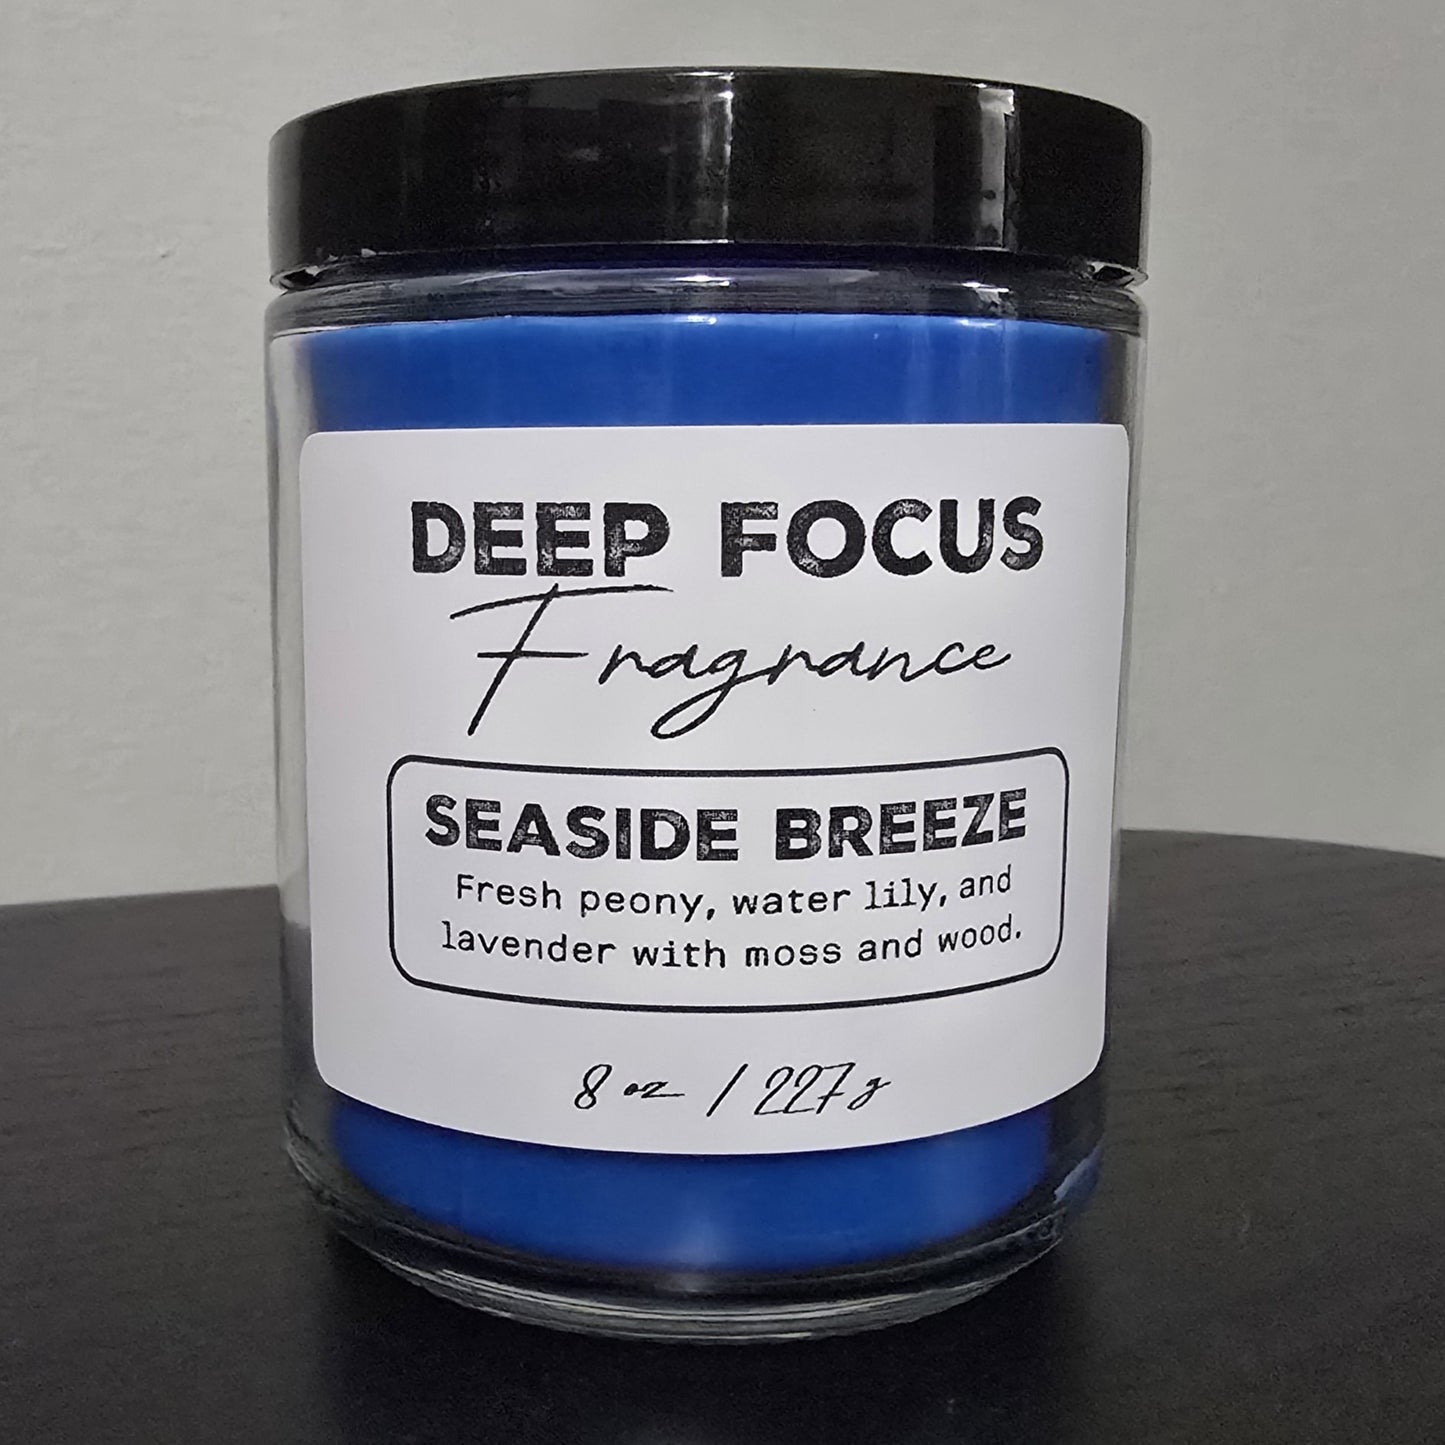 DEEP FOCUS
Fragrance
SEASIDE BREEZE
Fresh peony, water lily, and
lavender with moss and wood.
8 oz / 227g